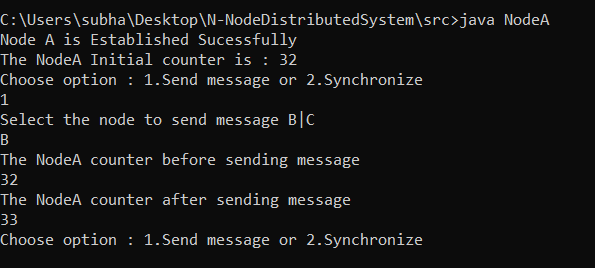 C:\Users\subha\Desktop\N-NodeDistributedSystem\src>java NodeA
Node A is Established Sucessfully
The NodeA Initial counter is : 32
Choose option : 1.Send message or 2.Synchronize
1
Select the node to send message B|C
B
The NodeA counter before sending message
32
The NodeA counter after sending message
33
Choose option : 1.Send message or 2.Synchronize